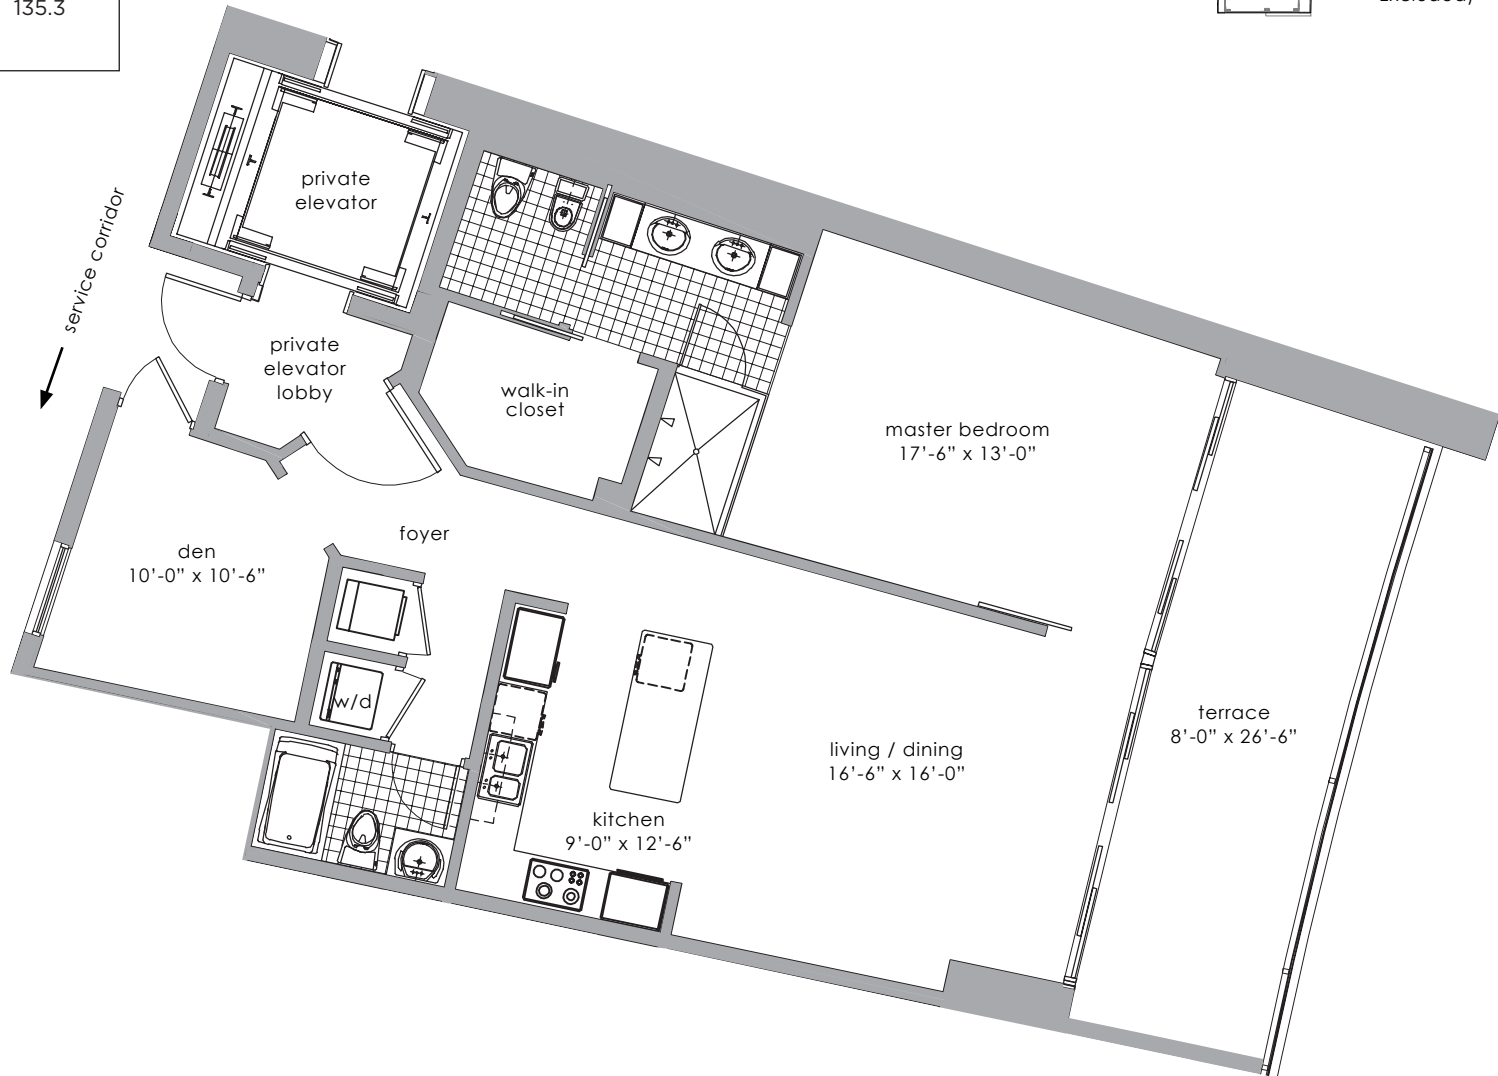 135.3
private
elevator
service corridor
private
elevator
lobby
walk-in
closet
master bedroom
17'-6” x 13'-0”
foyer
den
10'-0” x 10'-6”
w/d
terrace
8'-0” x 26'-6”
living / dining
16'-6” x 16'-0”
kitchen
9'-0” x 12'-6”